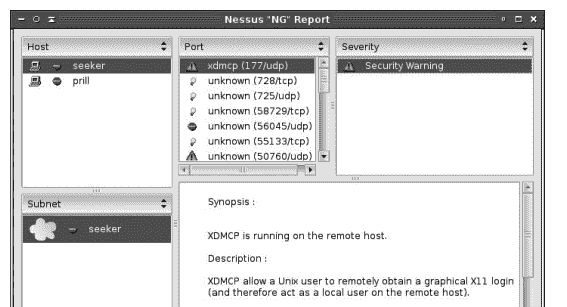 Nessus "NG" Report
Host
seeker
prill
Port
xdmcp (177/udp)
unknown (728/tcp)
unknown (725/udp)
unknown (58729/tcp)
unknown (56045/udp)
unknown (55133/tcp)
unknown (50760/udp)
Severity
Security Warning
Subnet
seeker
Synopsis :
XDMCP is running on the remote host.
Description :
XDMCP allow a Unix user to remotely obtain a graphical X11 login
(and therefore act as a local user on the remote host).